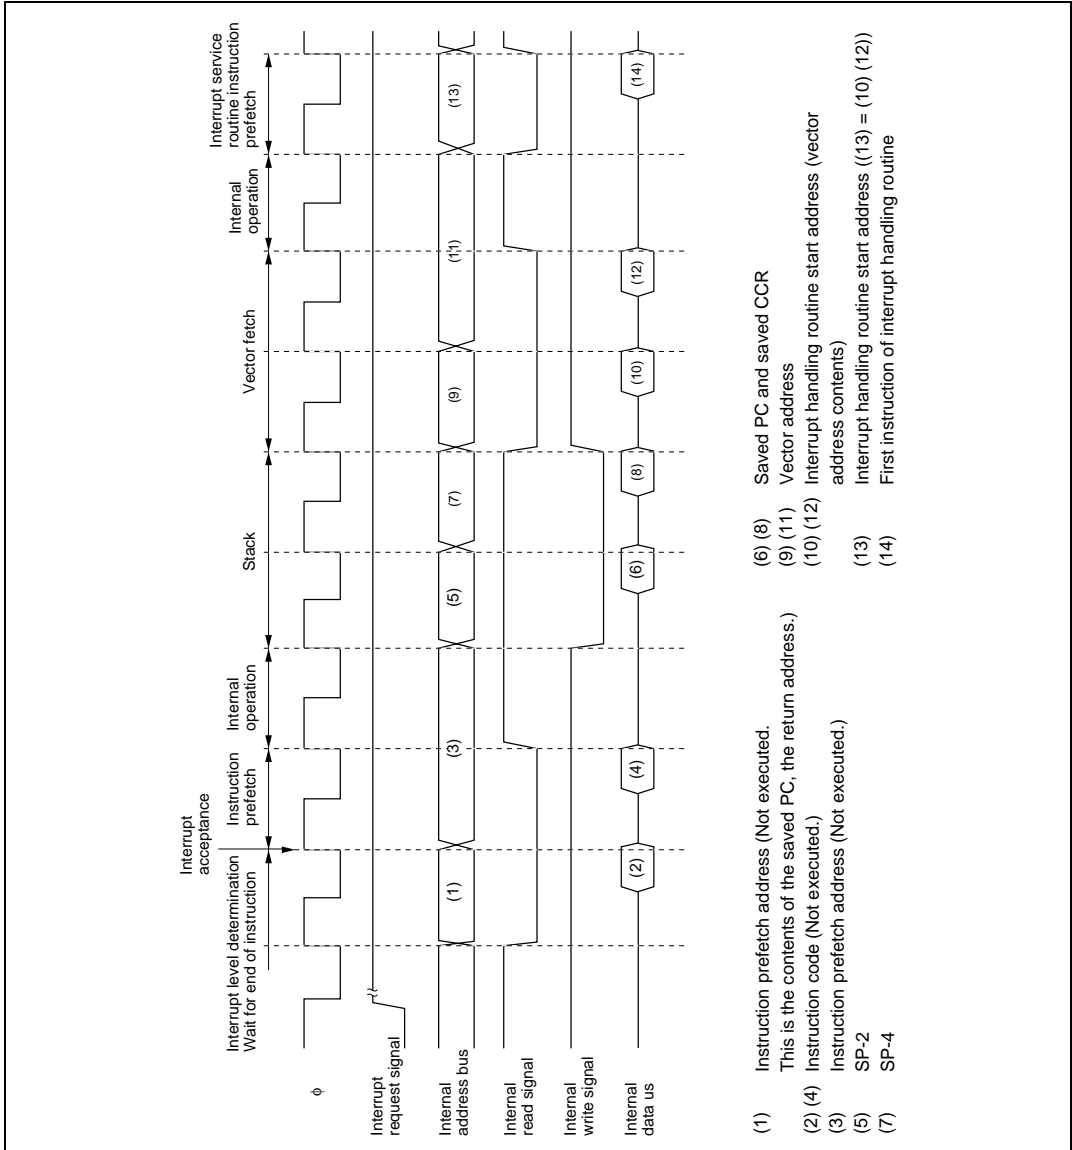 Interrupt
acceptance
Interrupt level determination
Wait for end of instruction
Instruction
prefetch
Internal
operation
Stack
Vector fetch
Internal
operation
Interrupt service
routine instruction
prefetch
φ
Interrupt
request signal
Internal
address bus
(1)
(3)
(5)
(7)
(9)
(11)
(13)
Internal
read signal
Internal
write signal
Internal
data us
(2)
(4)
(6)
(8)
(10)
(12)
(14)
(1) Instruction prefetch address (Not executed.
This is the contents of the saved PC, the return address.)
(2) (4) Instruction code (Not executed.)
(3) Instruction prefetch address (Not executed.)
(5) SP-2
(7) SP-4
(6) (8) Saved PC and saved CCR
(9) (11) Vector address
(10) (12) Interrupt handling routine start address (vector
address contents)
(13) Interrupt handling routine start address ((13) = (10) (12))
(14) First instruction of interrupt handling routine